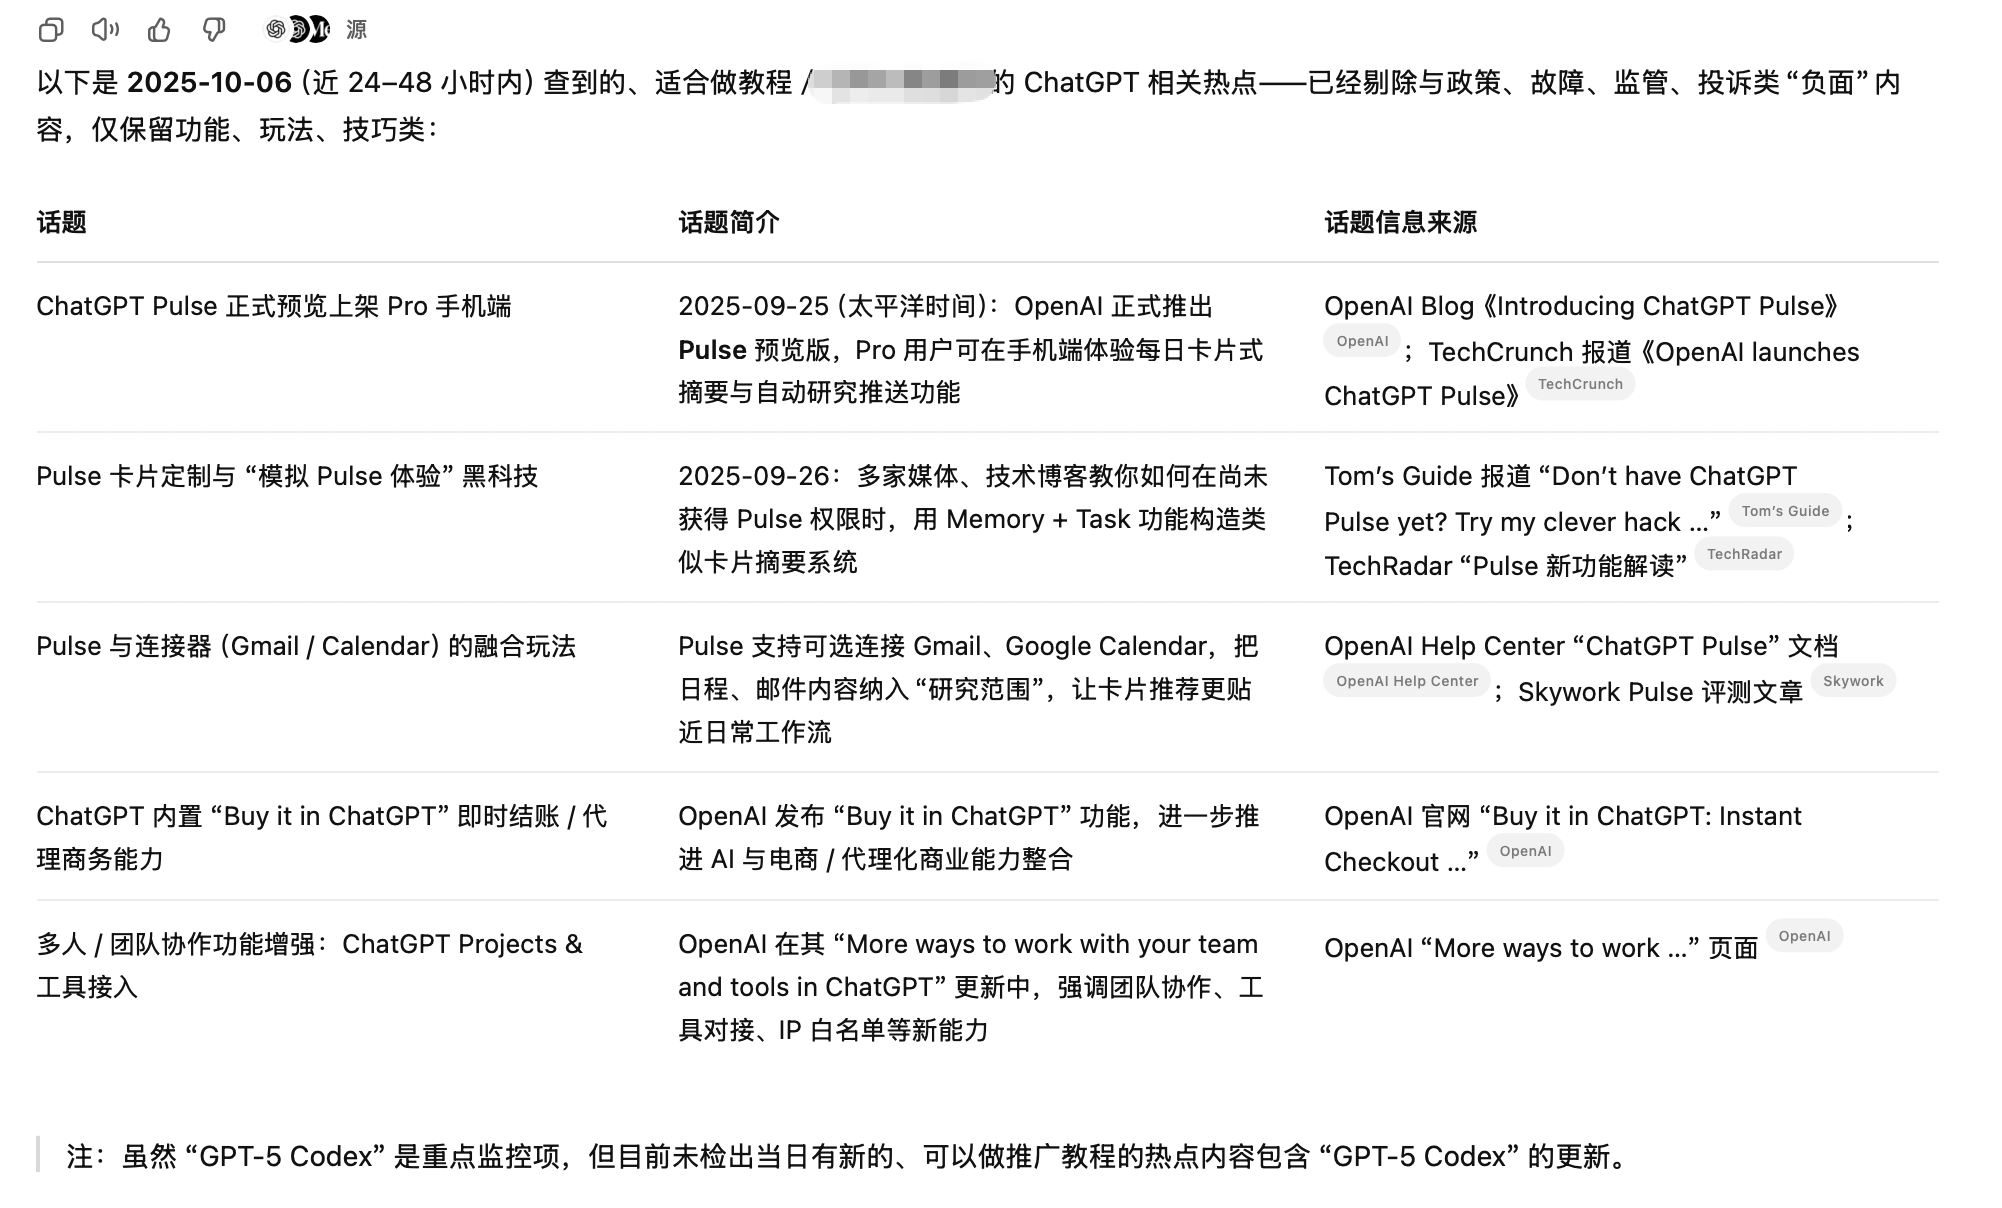 源
以下是 2025-10-06（近 24–48 小时内）查到的、适合做教程 / 的 ChatGPT 相关热点——已经剔除与政策、故障、监管、投诉类 “负面” 内
容，仅保留功能、玩法、技巧类：
话题
话题简介
话题信息来源
ChatGPT Pulse 正式预览上架 Pro 手机端
2025-09-25（太平洋时间）：OpenAI 正式推出
Pulse 预览版，Pro 用户可在手机端体验每日卡片式
摘要与自动研究推送功能
OpenAI Blog《Introducing ChatGPT Pulse》
OpenAI ；TechCrunch 报道《OpenAI launches
ChatGPT Pulse》 TechCrunch
Pulse 卡片定制与 “模拟 Pulse 体验” 黑科技
2025-09-26：多家媒体、技术博客教你如何在尚未
获得 Pulse 权限时，用 Memory + Task 功能构造类
似卡片摘要系统
Tom’s Guide 报道 “Don’t have ChatGPT
Pulse yet? Try my clever hack …” Tom’s Guide ；
TechRadar “Pulse 新功能解读” TechRadar
Pulse 与连接器（Gmail / Calendar）的融合玩法
Pulse 支持可选连接 Gmail、Google Calendar，把
日程、邮件内容纳入 “研究范围”，让卡片推荐更贴
近日常工作流
OpenAI Help Center “ChatGPT Pulse” 文档
OpenAI Help Center ；Skywork Pulse 评测文章 Skywork
ChatGPT 内置 “Buy it in ChatGPT” 即时结账 / 代
理商务能力
OpenAI 发布 “Buy it in ChatGPT” 功能，进一步推
进 AI 与电商 / 代理化商业能力整合
OpenAI 官网 “Buy it in ChatGPT: Instant
Checkout …” OpenAI
多人 / 团队协作功能增强：ChatGPT Projects &
工具接入
OpenAI 在其 “More ways to work with your team
and tools in ChatGPT” 更新中，强调团队协作、工
具对接、IP 白名单等新能力
OpenAI “More ways to work …” 页面 OpenAI
注：虽然 “GPT-5 Codex” 是重点监控项，但目前未检出当日有新的、可以做推广教程的热点内容包含 “GPT-5 Codex” 的更新。